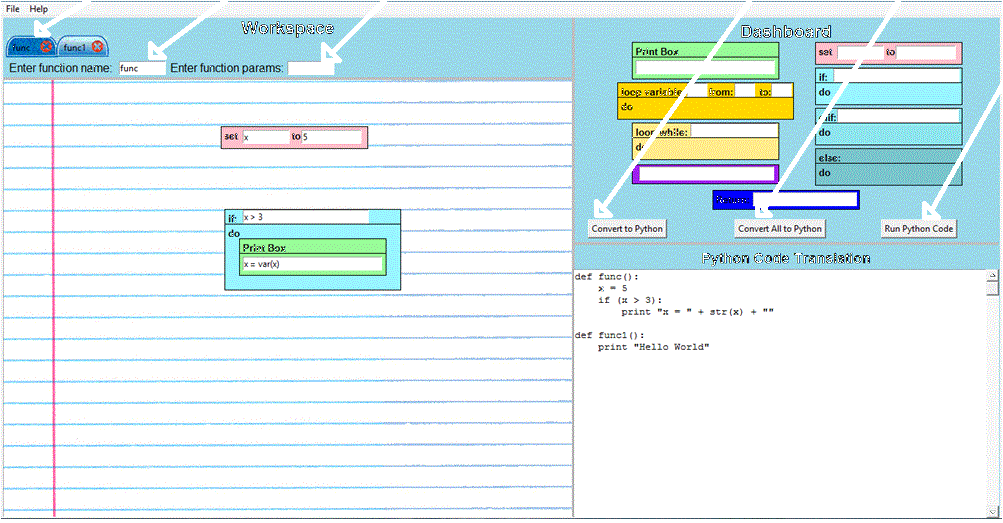 File Help
Workspace
func func1
Enter function name: func Enter function params:
set x to 5
if: x > 3
do
Print Box
x = var(x)
Dashboard
Print Box
set to
loop variable from: to:
do
if:
do
loop while:
do
elif:
do
else:
do
Convert to Python Convert All to Python Run Python Code
Python Code Translation
def func():
    x = 5
    if (x > 3):
        print "x = " + str(x) + ""
def func1():
    print "Hello World"